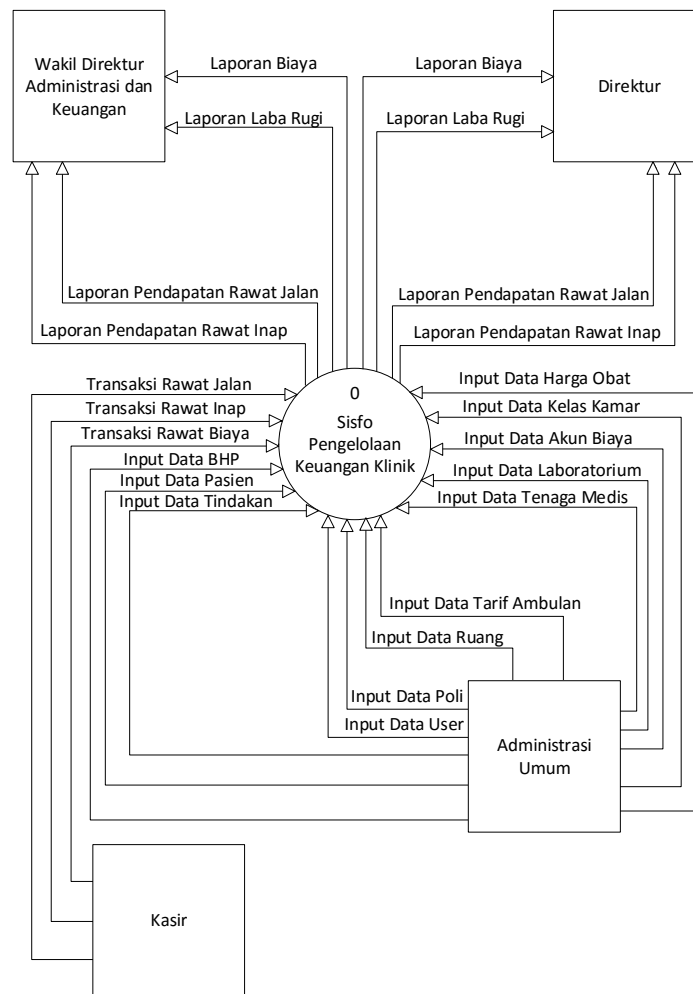 Wakil Direktur
Administrasi dan
Keuangan
Laporan Biaya
Laporan Biaya
Direktur
Laporan Laba Rugi
Laporan Laba Rugi
Laporan Pendapatan Rawat Jalan
Laporan Pendapatan Rawat Jalan
Laporan Pendapatan Rawat Inap
Laporan Pendapatan Rawat Inap
Transaksi Rawat Jalan
Transaksi Rawat Inap
Transaksi Rawat Biaya
Input Data BHP
Input Data Pasien
Input Data Tindakan
0
Sisfo
Pengelolaan
Keuangan Klinik
Input Data Harga Obat
Input Data Kelas Kamar
Input Data Akun Biaya
Input Data Laboratorium
Input Data Tenaga Medis
Input Data Tarif Ambulan
Input Data Ruang
Input Data Poli
Input Data User
Administrasi
Umum
Kasir